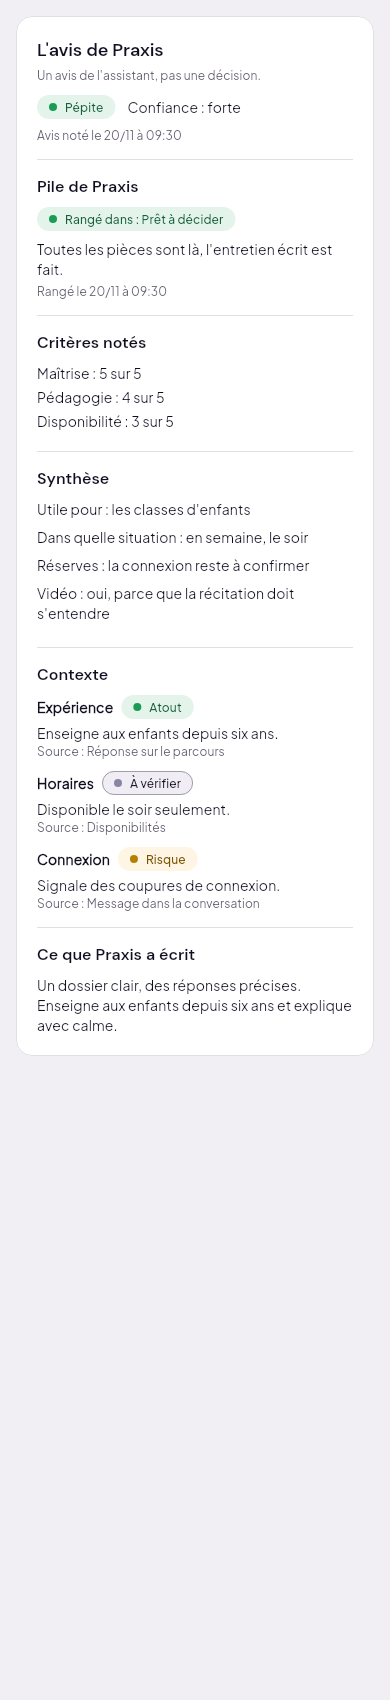 L'avis de Praxis
Un avis de l'assistant, pas une décision.
Pépite Confiance : forte
Avis noté le 20/11 à 09:30
Pile de Praxis
Rangé dans : Prêt à décider
Toutes les pièces sont là, l'entretien écrit est
fait.
Rangé le 20/11 à 09:30
Critères notés
Maîtrise : 5 sur 5
Pédagogie : 4 sur 5
Disponibilité : 3 sur 5
Synthèse
Utile pour : les classes d'enfants
Dans quelle situation : en semaine, le soir
Réserves : la connexion reste à confirmer
Vidéo : oui, parce que la récitation doit
s'entendre
Contexte
Expérience Atout
Enseigne aux enfants depuis six ans.
Source : Réponse sur le parcours
Horaires À vérifier
Disponible le soir seulement.
Source : Disponibilités
Connexion Risque
Signale des coupures de connexion.
Source : Message dans la conversation
Ce que Praxis a écrit
Un dossier clair, des réponses précises.
Enseigne aux enfants depuis six ans et explique
avec calme.